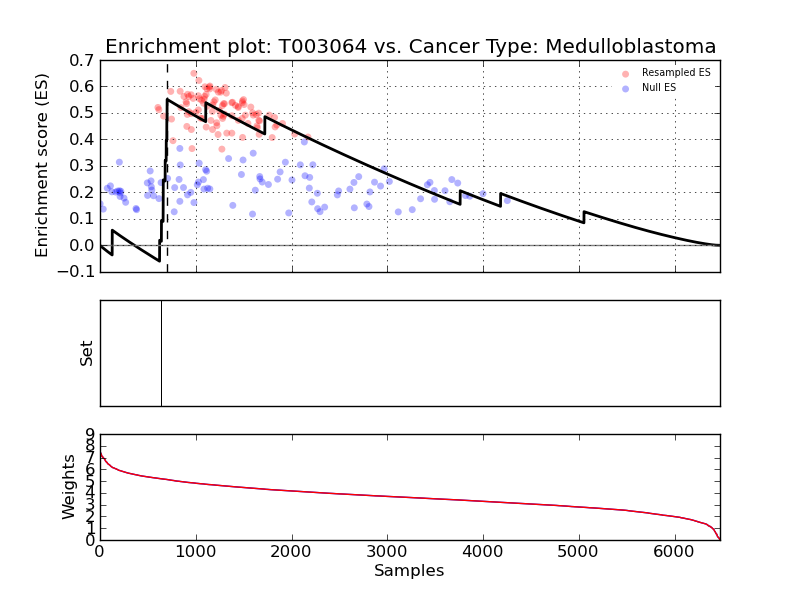 Enrichment plot: T003064 vs. Cancer Type: Medulloblastoma
0.7
0.6
0.5
0.4
0.3
0.2
0.1
0.0
−0.1
Enrichment score (ES)
Resampled ES
Null ES
Set
9
8
7
6
5
4
3
2
1
0
Weights
0 1000 2000 3000 4000 5000 6000
Samples